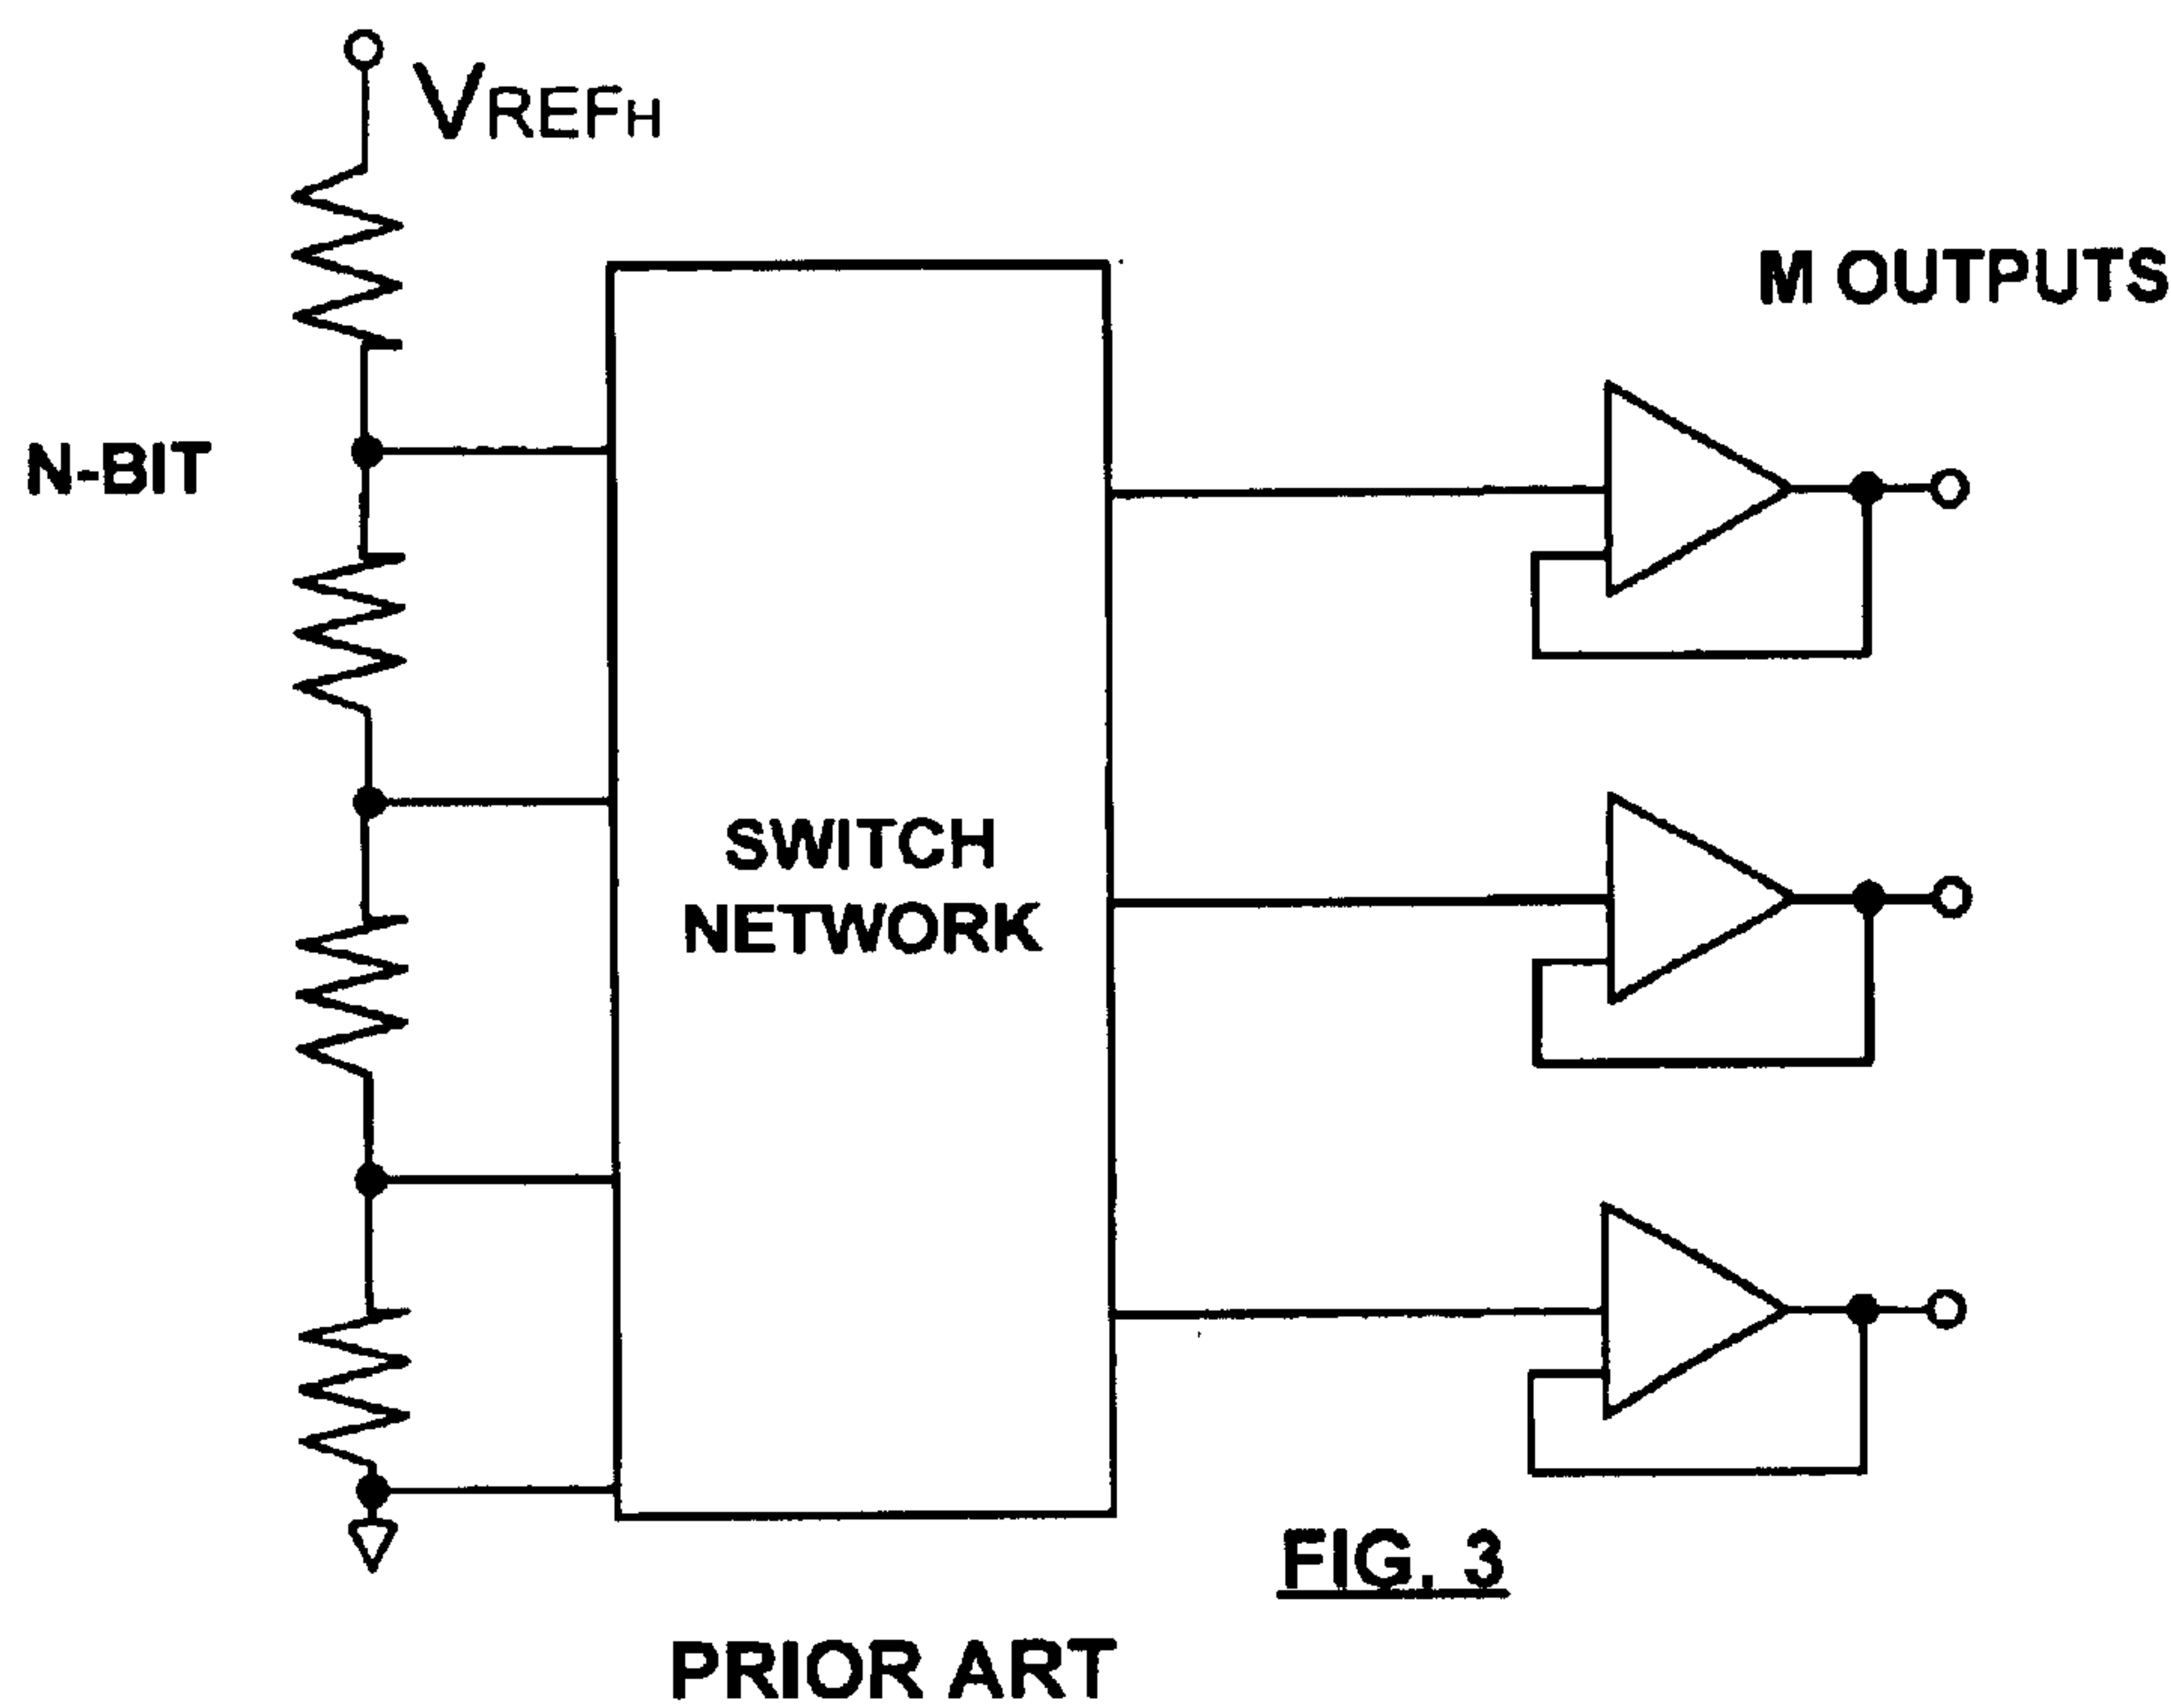 VREFH
M OUTPUTS
N-BIT
SWITCH
NETWORK
FIG. 3
PRIOR ART